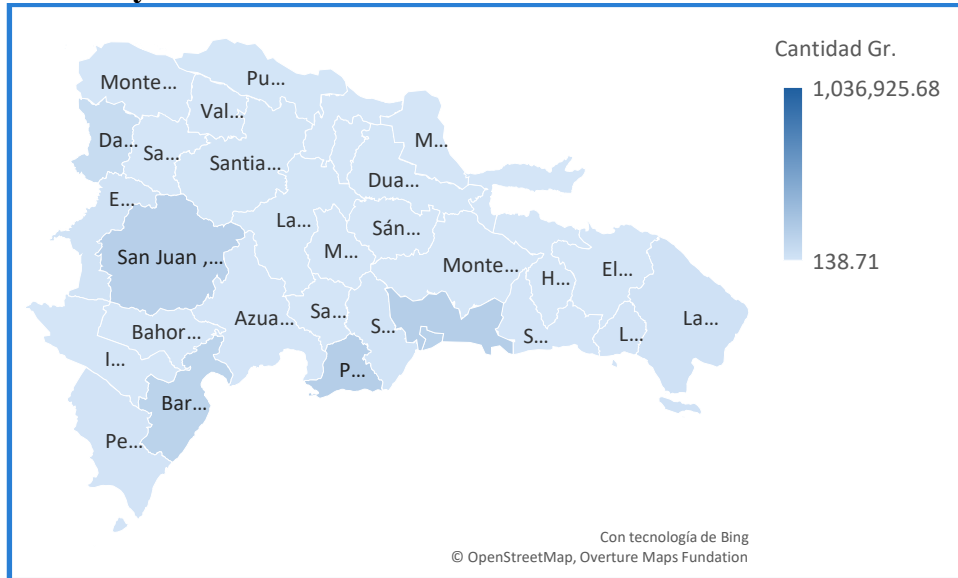 Cantidad Gr.
1,036,925.68
138.71
Monte...
Pu...
Val...
Da...
Sa...
M...
Santia...
Dua...
E...
La...
Sán...
San Juan ,...
M...
Monte...
H...
El...
Bahor...
Azua...
Sa...
S...
S...
L...
La...
I...
P...
Bar...
Pe...
Con tecnología de Bing
© OpenStreetMap, Overture Maps Fundation